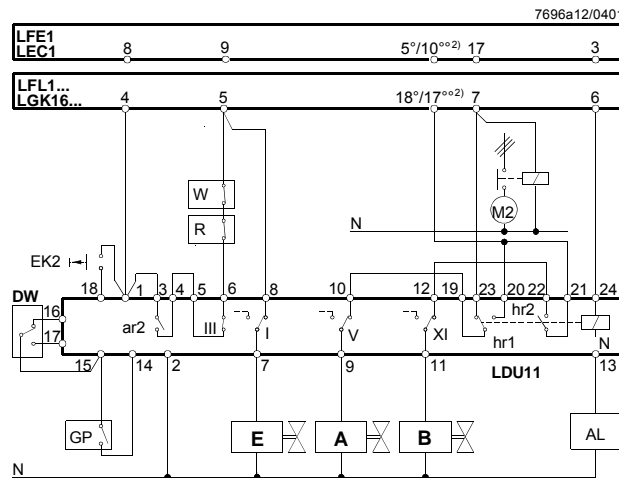 7696a12/0401
LFE1
LEC1
8 9 5°/10°°²⁾ 17 3
LFL1...
LGK16...
4 5 18°/17°°²⁾ 7 6
W
R
M2
N
EK2
DW
18 1 3 4 5 6 8 10 12 19 23 20 22 21 24
16
17
ar2 III I V XI hr1 hr2 N
15 14 2 7 9 11 LDU11 13
GP E A B AL
N